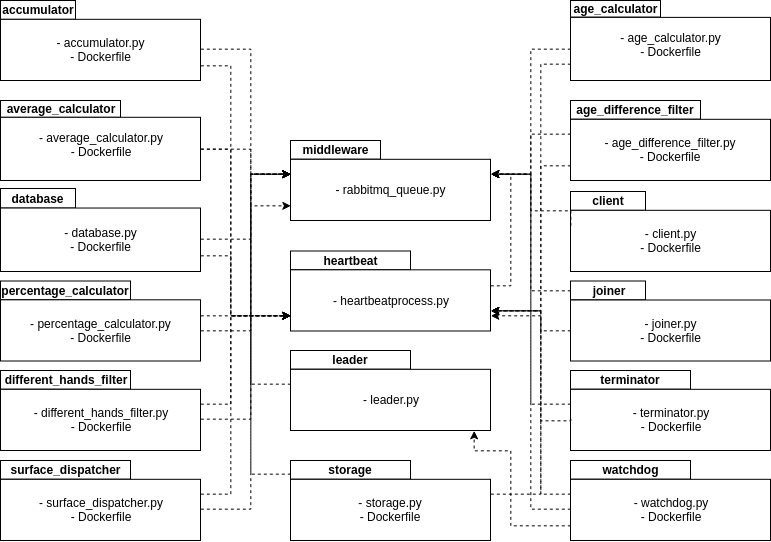 accumulator
- accumulator.py
- Dockerfile
average_calculator
- average_calculator.py
- Dockerfile
database
- database.py
- Dockerfile
percentage_calculator
- percentage_calculator.py
- Dockerfile
different_hands_filter
- different_hands_filter.py
- Dockerfile
surface_dispatcher
- surface_dispatcher.py
- Dockerfile
middleware
- rabbitmq_queue.py
heartbeat
- heartbeatprocess.py
leader
- leader.py
storage
- storage.py
- Dockerfile
age_calculator
- age_calculator.py
- Dockerfile
age_difference_filter
- age_difference_filter.py
- Dockerfile
client
- client.py
- Dockerfile
joiner
- joiner.py
- Dockerfile
terminator
- terminator.py
- Dockerfile
watchdog
- watchdog.py
- Dockerfile